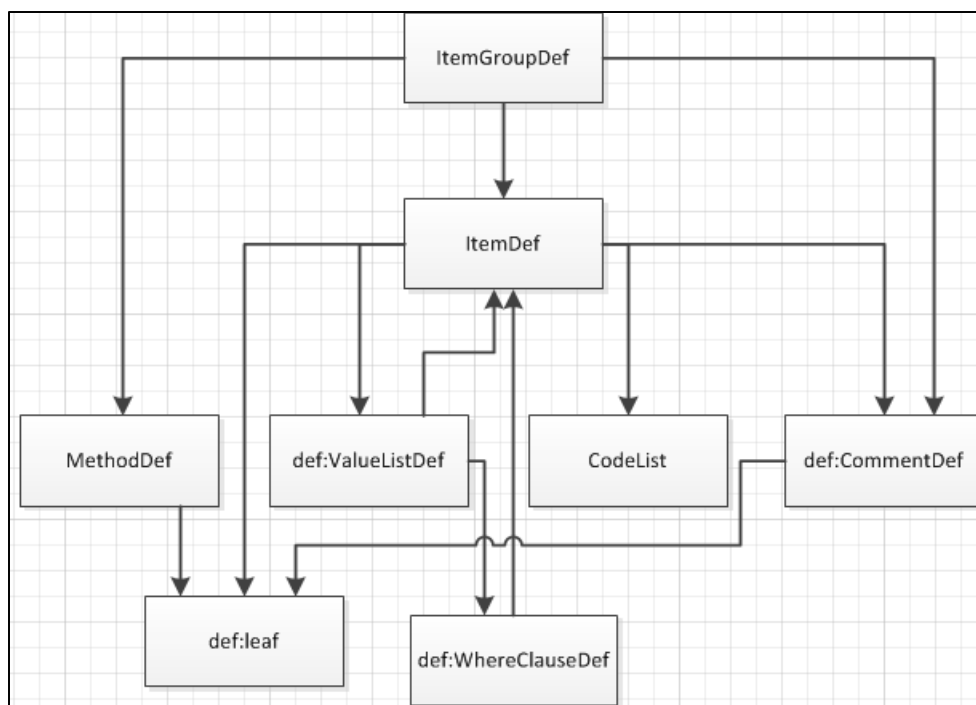 ItemGroupDef
ItemDef
MethodDef
def:ValueListDef
CodeList
def:CommentDef
def:leaf
def:WhereClauseDef